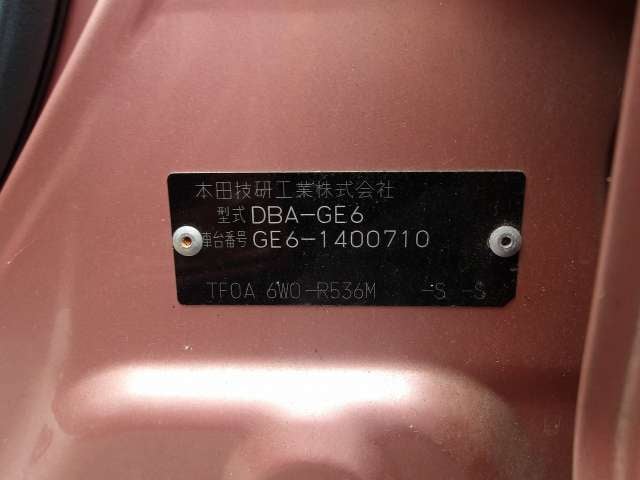 本田技研工業株式会社
型式 DBA-GE6
車台番号 GE6-1400710
TF0A 6W0-R536M -S -S